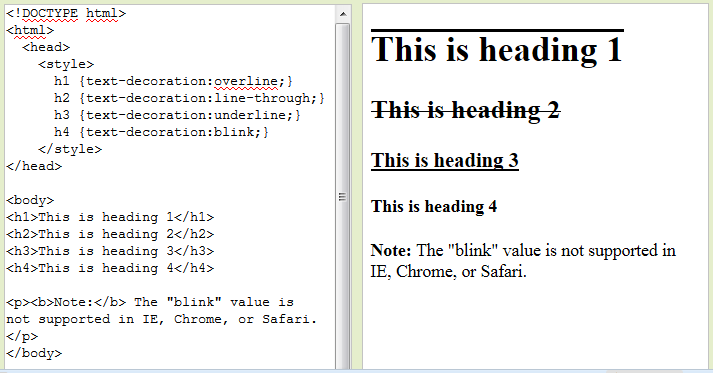 <!DOCTYPE html>
<html>
  <head>
    <style>
      h1 {text-decoration:overline;}
      h2 {text-decoration:line-through;}
      h3 {text-decoration:underline;}
      h4 {text-decoration:blink;}
    </style>
</head>

<body>
<h1>This is heading 1</h1>
<h2>This is heading 2</h2>
<h3>This is heading 3</h3>
<h4>This is heading 4</h4>

<p><b>Note:</b> The "blink" value is
not supported in IE, Chrome, or Safari.
</p>
</body>

This is heading 1
This is heading 2
This is heading 3
This is heading 4
Note: The "blink" value is not supported in
IE, Chrome, or Safari.